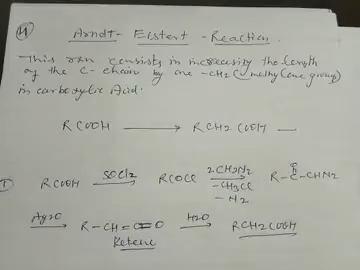 Arndt-Eistert-Reaction.
This rxn consists in increasing the length
of the C-chain by one -CH2 (methylene group)
in carboxylic Acid.
RCOOH → RCH2COOH
RCOOH SOCl2 → RCOCl 2CH2N2 → -CH3Cl -N2 R-C-CHN2
O
Ag2O → R-CH=C=O H2O → RCH2COOH
Ketene